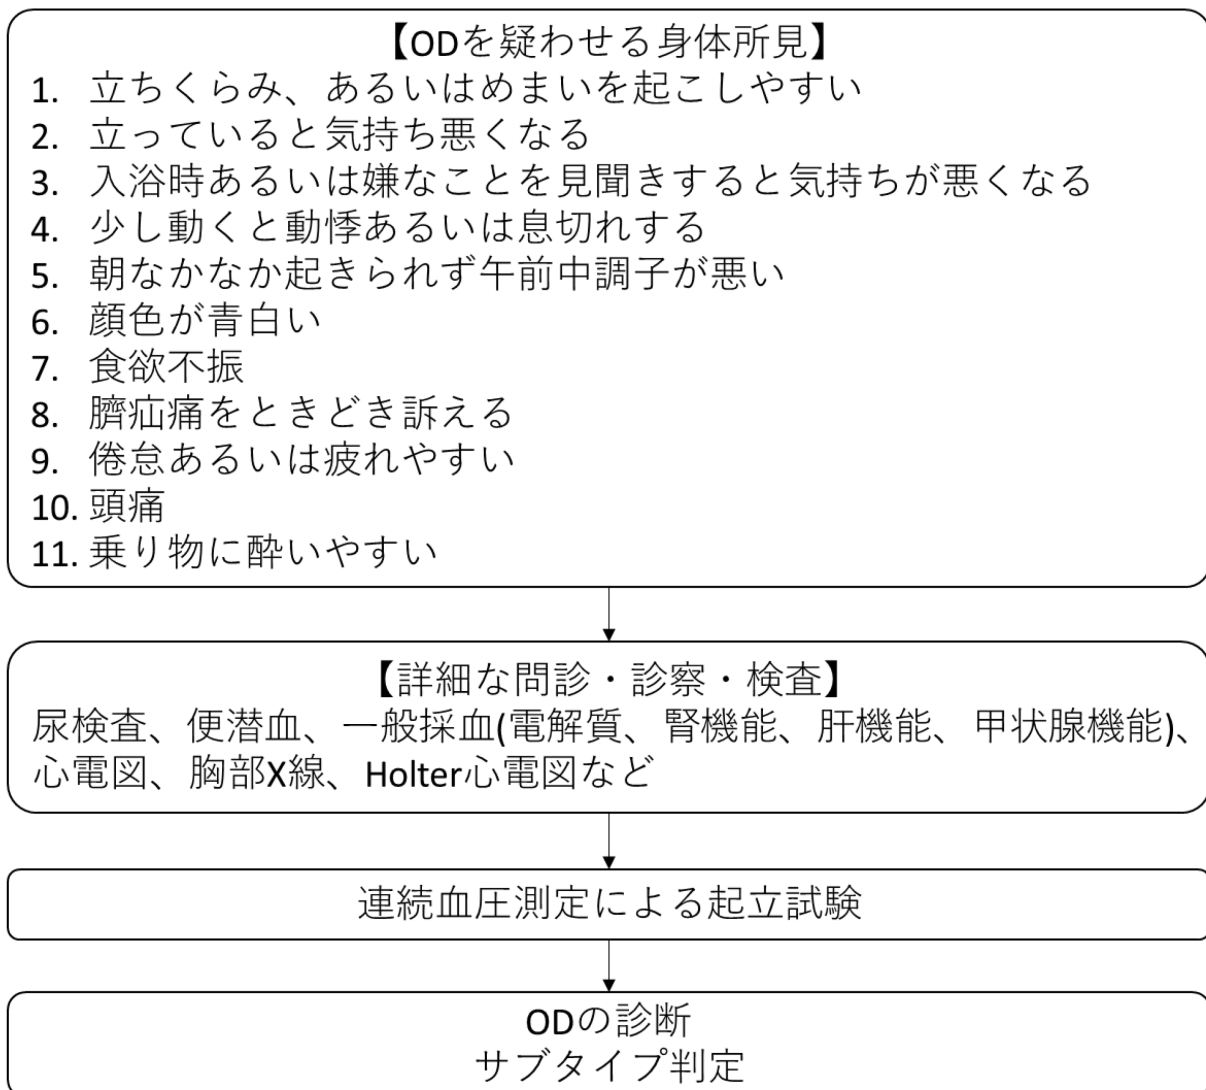 【ODを疑わせる身体所見】
1. 立ちくらみ、あるいはめまいを起こしやすい
2. 立っていると気持ち悪くなる
3. 入浴時あるいは嫌なことを見聞きすると気持ちが悪くなる
4. 少し動くと動悸あるいは息切れする
5. 朝なかなか起きられず午前中調子が悪い
6. 顔色が青白い
7. 食欲不振
8. 臍疝痛をときどき訴える
9. 倦怠あるいは疲れやすい
10. 頭痛
11. 乗り物に酔いやすい
【詳細な問診・診察・検査】
尿検査、便潜血、一般採血(電解質、腎機能、肝機能、甲状腺機能)、
心電図、胸部X線、Holter心電図など
連続血圧測定による起立試験
ODの診断
サブタイプ判定